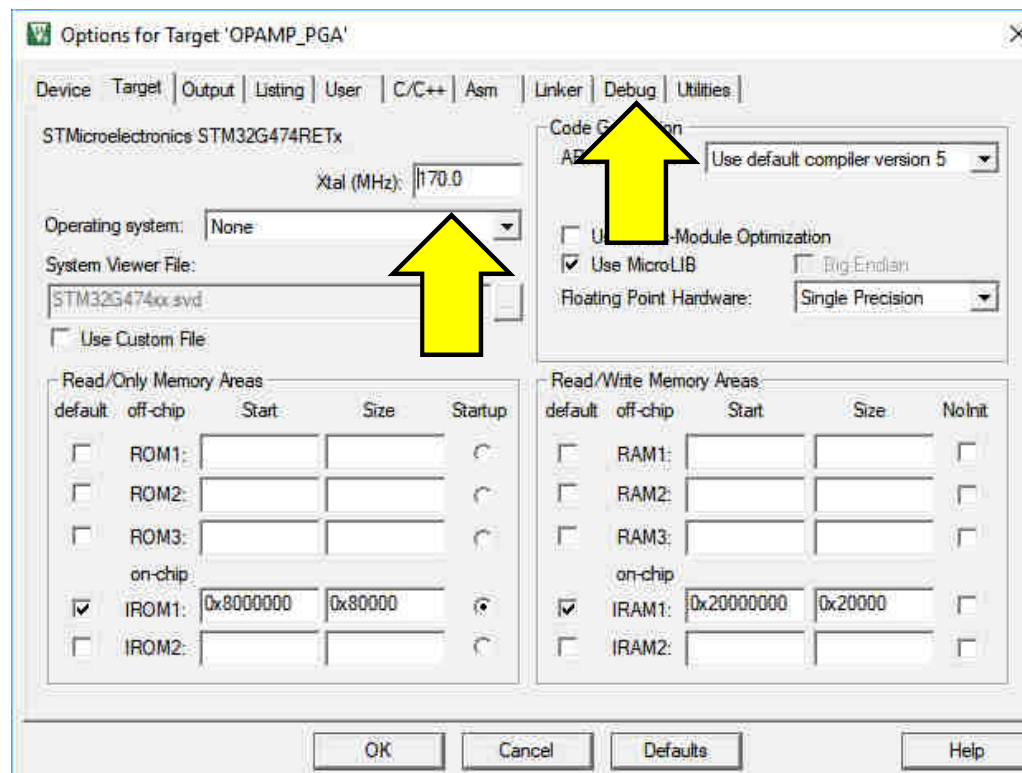 Options for Target 'OPAMP_PGA'
Device Target Output Listing User C/C++ Asm Linker Debug Utilities
STMicroelectronics STM32G474RETx
Xtal (MHz): 170.0
Operating system: None
System Viewer File:
STM32G474xx.svd ...
Use Custom File
Code G
Use default compiler version 5
-Module Optimization
Use MicroLIB Big Endian
Floating Point Hardware: Single Precision
Read/Only Memory Areas
default off-chip Start Size Startup
ROM1:
ROM2:
ROM3:
on-chip
IROM1: 0x8000000 0x80000
IROM2:
Read/Write Memory Areas
default off-chip Start Size NoInit
RAM1:
RAM2:
RAM3:
on-chip
IRAM1: 0x20000000 0x20000
IRAM2:
OK Cancel Defaults Help